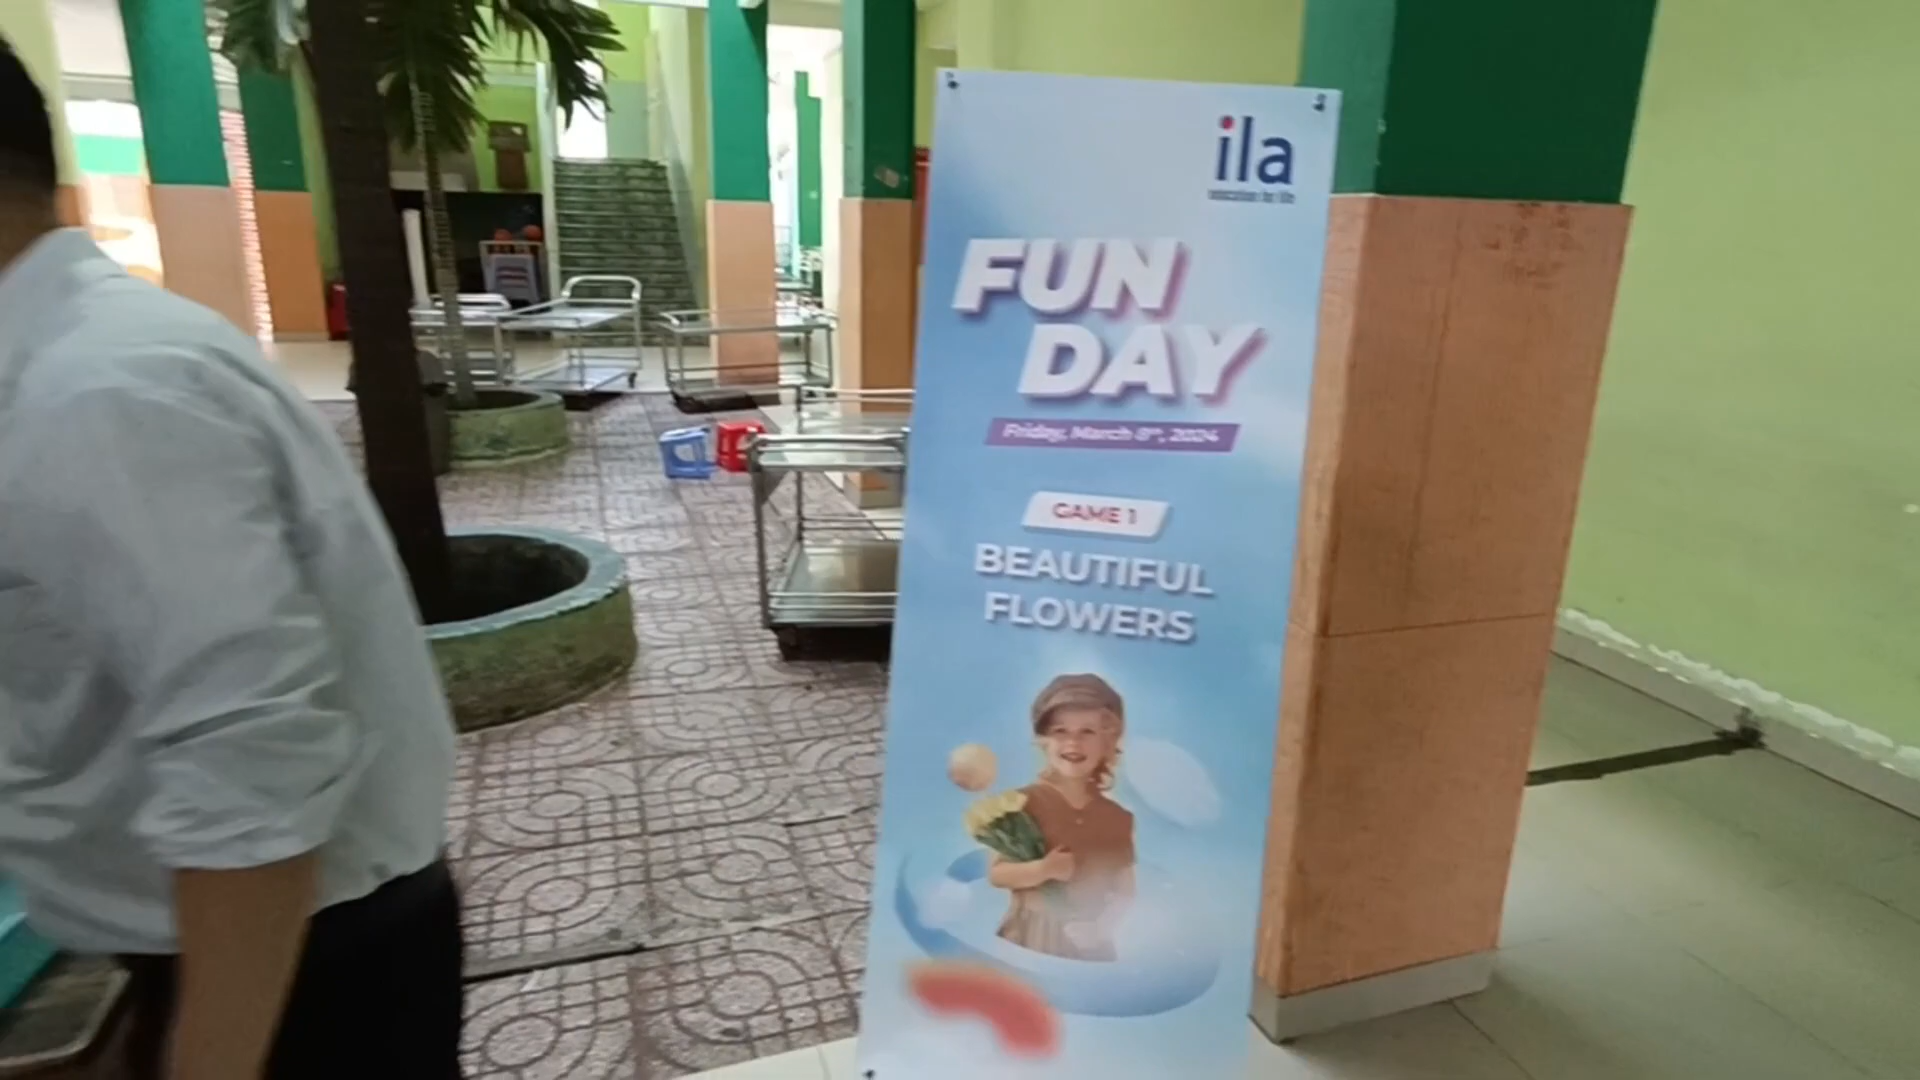 ila
FUN
DAY
Friday, March 8th, 2024
GAME 1
BEAUTIFUL
FLOWERS